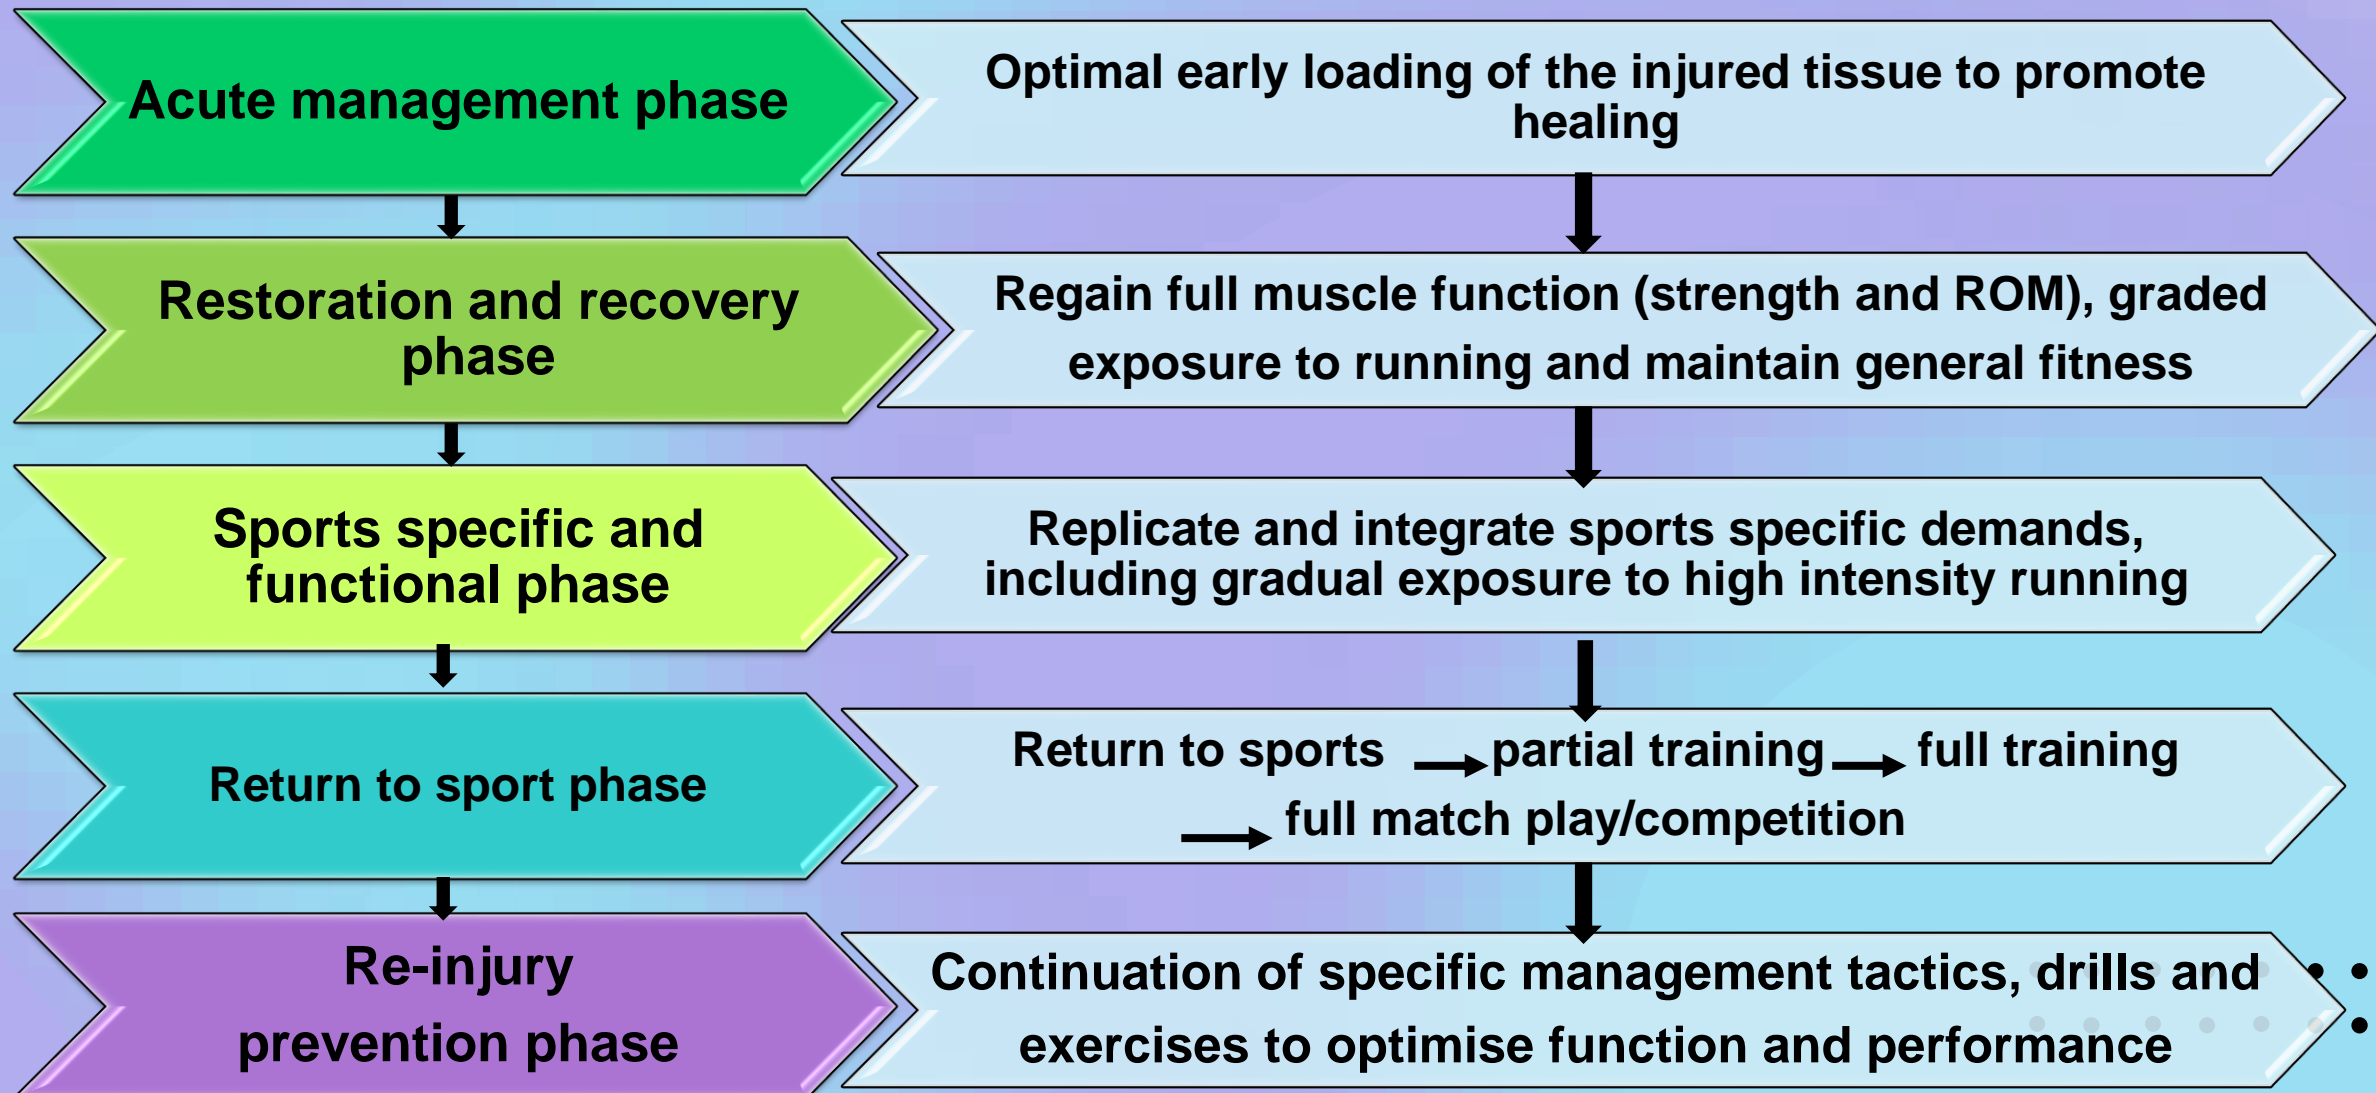 Acute management phase
Optimal early loading of the injured tissue to promote
healing
Restoration and recovery
phase
Regain full muscle function (strength and ROM), graded
exposure to running and maintain general fitness
Sports specific and
functional phase
Replicate and integrate sports specific demands,
including gradual exposure to high intensity running
Return to sport phase
Return to sports → partial training → full training
→ full match play/competition
Re-injury
prevention phase
Continuation of specific management tactics, drills and
exercises to optimise function and performance